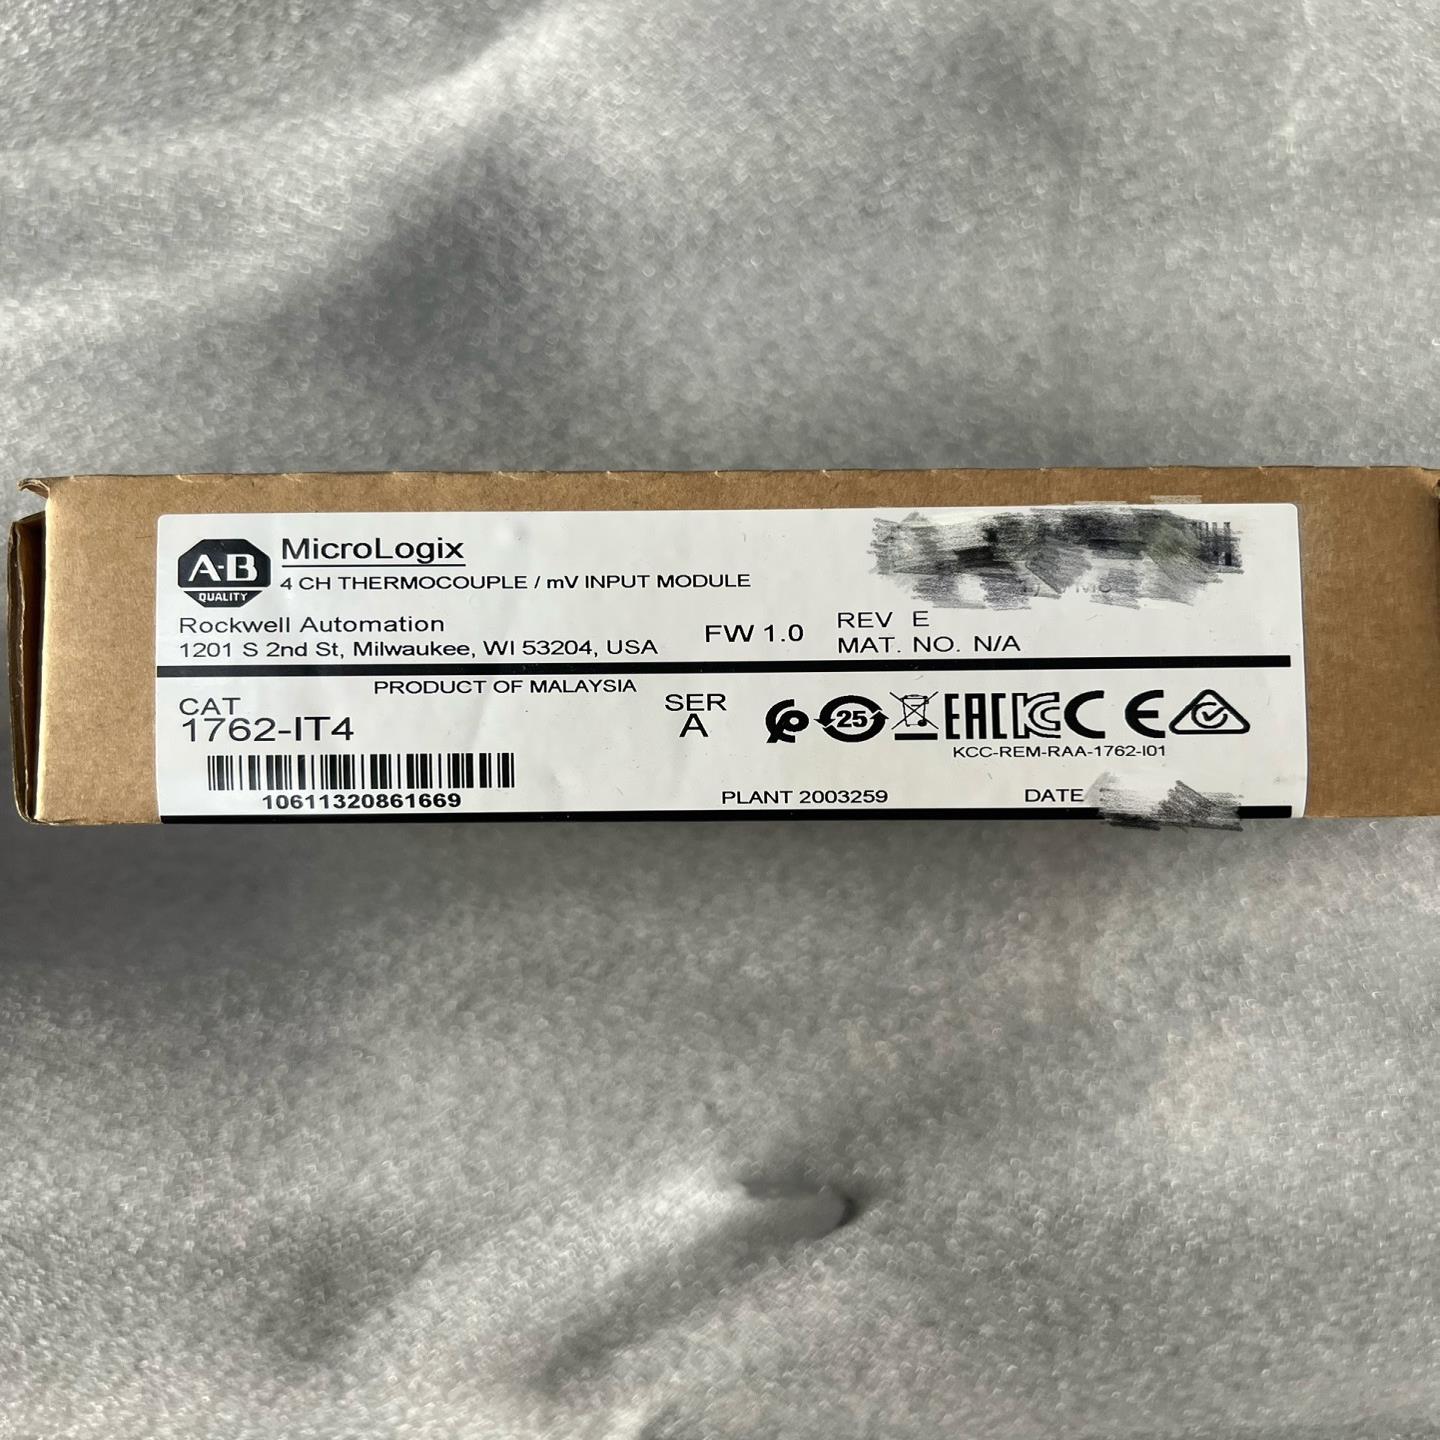 A-B
QUALITY
MicroLogix
4 CH THERMOCOUPLE / mV INPUT MODULE
Rockwell Automation
1201 S 2nd St, Milwaukee, WI 53204, USA
FW 1.0
REV E
MAT. NO. N/A
PRODUCT OF MALAYSIA
CAT
1762-IT4
SER
A
25
EAC
CE
KCC-REM-RAA-1762-I01
10611320861669
PLANT 2003259
DATE